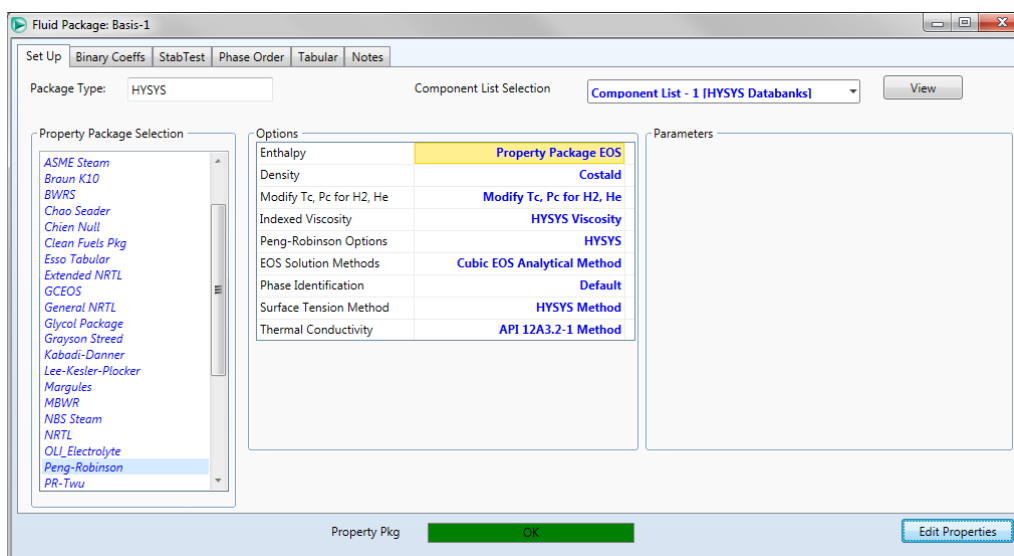 Fluid Package: Basis-1
Set Up Binary Coeffs StabTest Phase Order Tabular Notes
Package Type: HYSYS Component List Selection Component List - 1 [HYSYS Databanks] View
Property Package Selection
ASME Steam
Braun K10
BWRS
Chao Seader
Chien Null
Clean Fuels Pkg
Esso Tabular
Extended NRTL
GCEOS
General NRTL
Glycol Package
Grayson Streed
Kabadi-Danner
Lee-Kesler-Plocker
Margules
MBWR
NBS Steam
NRTL
OLI_Electrolyte
Peng-Robinson
PR-Twu
Options
Enthalpy Property Package EOS
Density Costald
Modify Tc, Pc for H2, He Modify Tc, Pc for H2, He
Indexed Viscosity HYSYS Viscosity
Peng-Robinson Options HYSYS
EOS Solution Methods Cubic EOS Analytical Method
Phase Identification Default
Surface Tension Method HYSYS Method
Thermal Conductivity API 12A3.2-1 Method
Parameters
Property Pkg OK Edit Properties